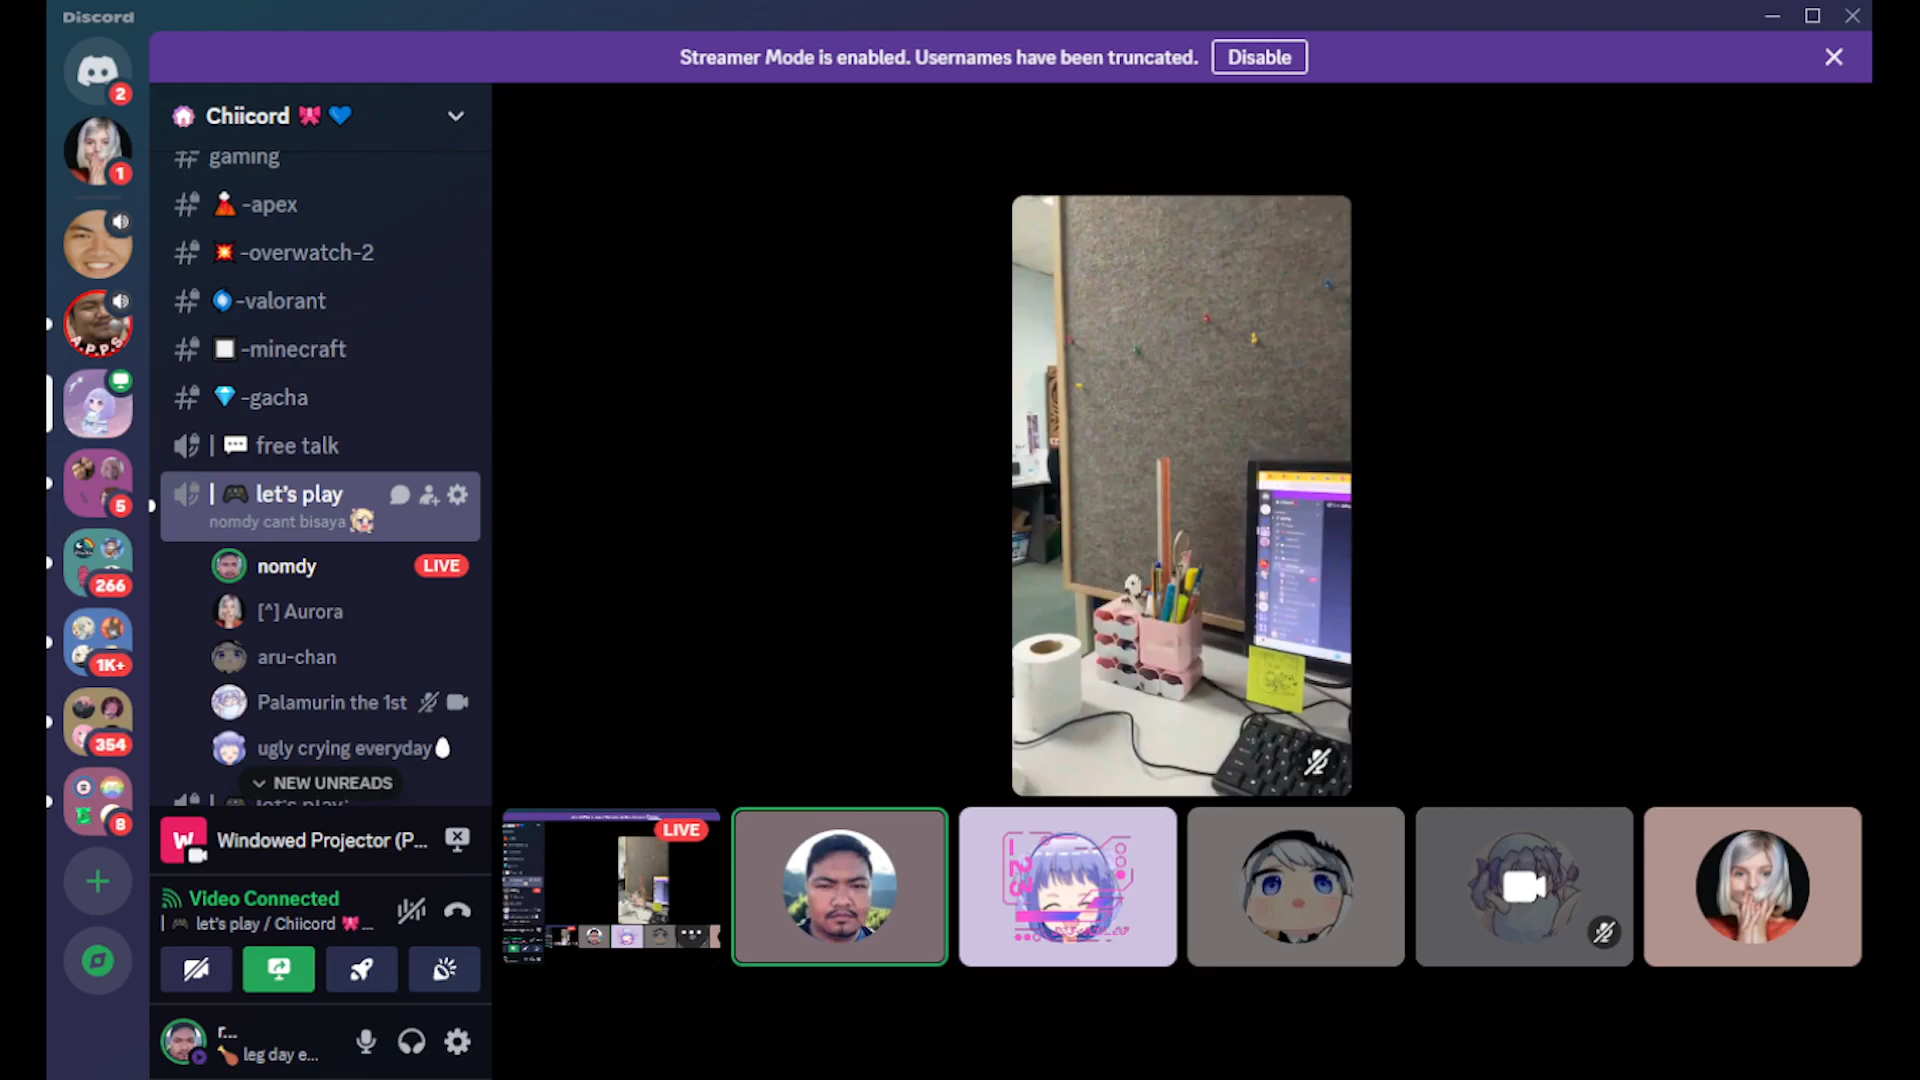 Discord
Streamer Mode is enabled. Usernames have been truncated.
Disable
2
Chiicord
1
gaming
-apex
-overwatch-2
-valorant
A.P.P.S
-minecraft
-gacha
| free talk
| let's play
5
nomdy cant bisaya
nomdy
LIVE
266
[^] Aurora
aru-chan
1K+
Palamurin the 1st
354
ugly crying everyday
NEW UNREADS
8
W
Windowed Projector (P...
LIVE
Video Connected
| let's play / Chiicord ...
r...
leg day e...